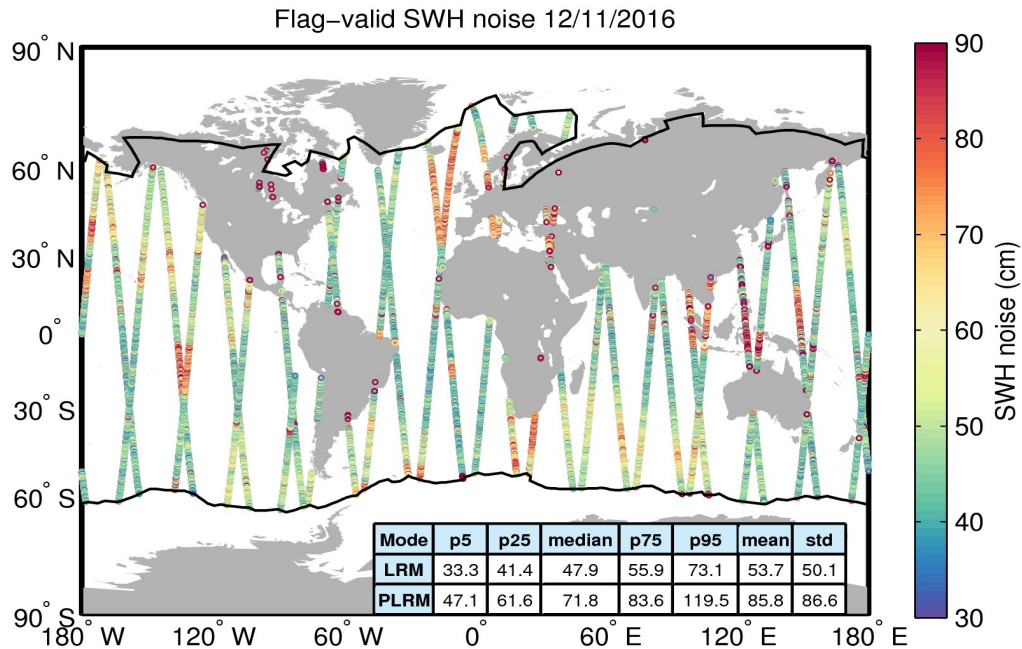 Flag−valid SWH noise 12/11/2016
90° N
60° N
30° N
0°
30° S
60° S
90° S
180° W
120° W
60° W
0°
60° E
120° E
180° E
90
80
70
60
50
40
30
SWH noise (cm)
Mode p5 p25 median p75 p95 mean std
LRM 33.3 41.4 47.9 55.9 73.1 53.7 50.1
PLRM 47.1 61.6 71.8 83.6 119.5 85.8 86.6